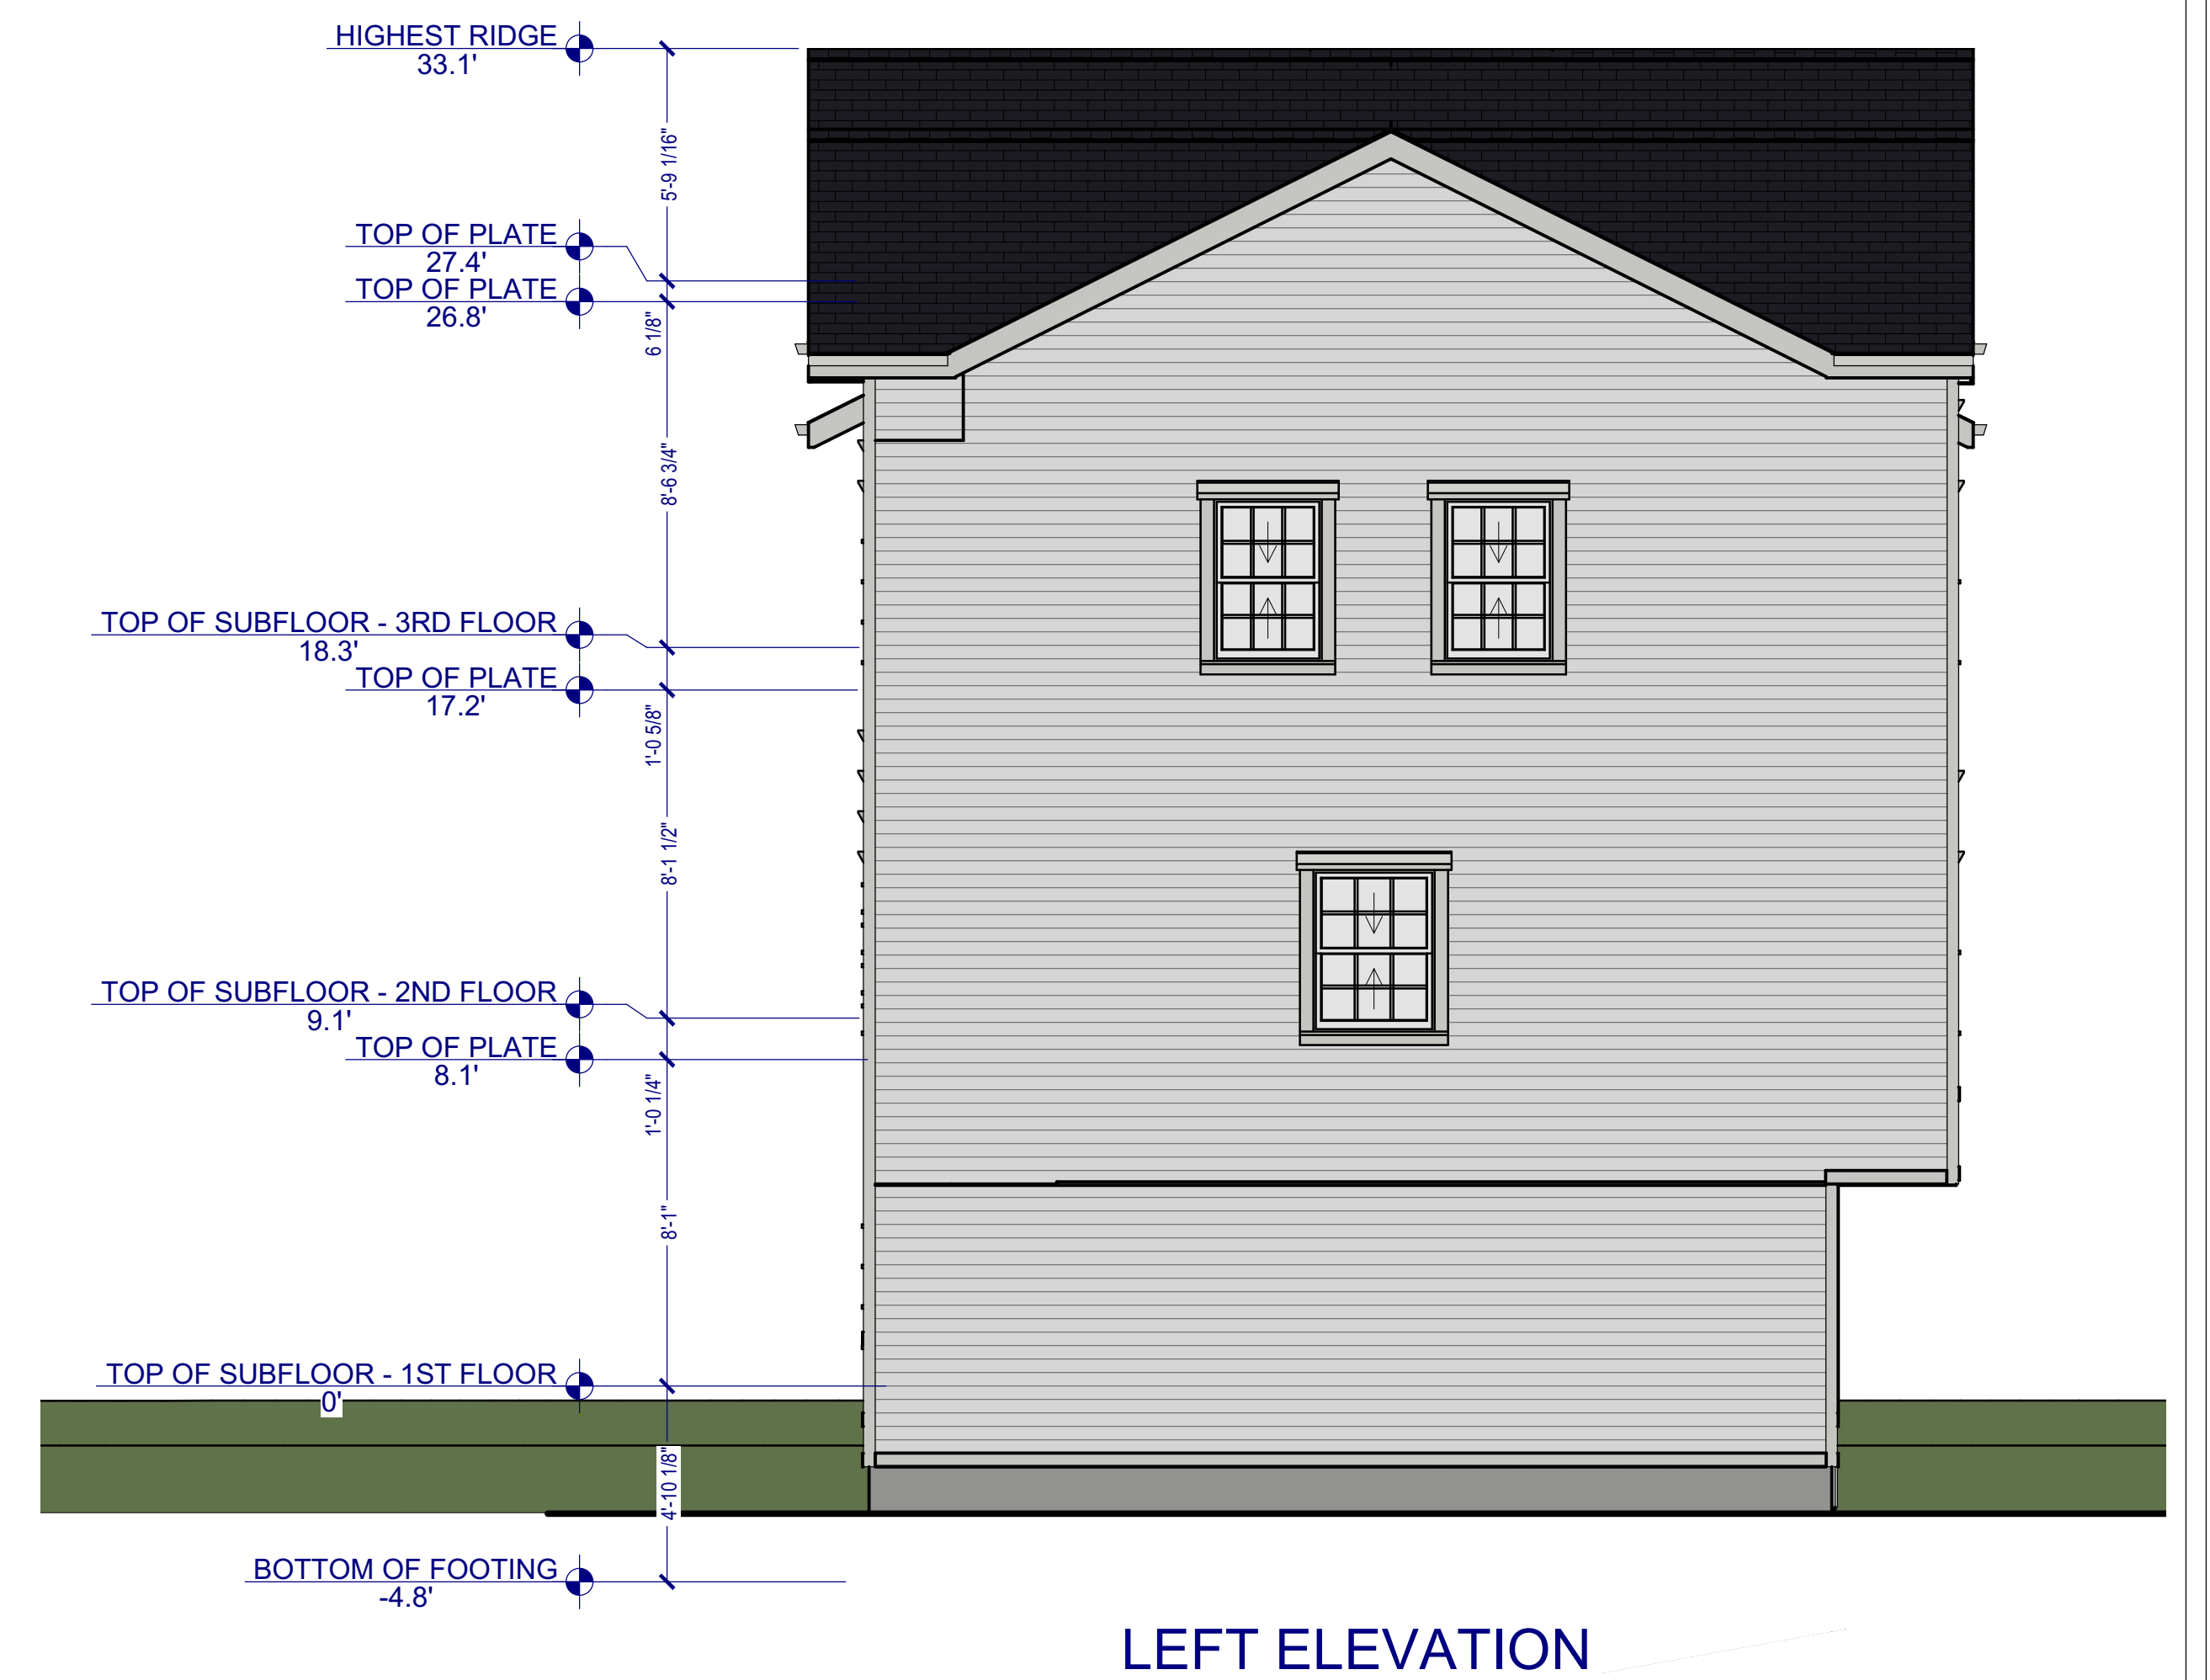 HIGHEST RIDGE
33.1'
5'-9 1/16"
TOP OF PLATE
27.4'
TOP OF PLATE
26.8'
6 1/8"
8'-6 3/4"
TOP OF SUBFLOOR - 3RD FLOOR
18.3'
TOP OF PLATE
17.2'
1'-0 5/8"
8'-1 1/2"
TOP OF SUBFLOOR - 2ND FLOOR
9.1'
TOP OF PLATE
8.1'
1'-0 1/4"
8'-1"
TOP OF SUBFLOOR - 1ST FLOOR
0'
4'-10 1/8"
BOTTOM OF FOOTING
-4.8'
LEFT ELEVATION